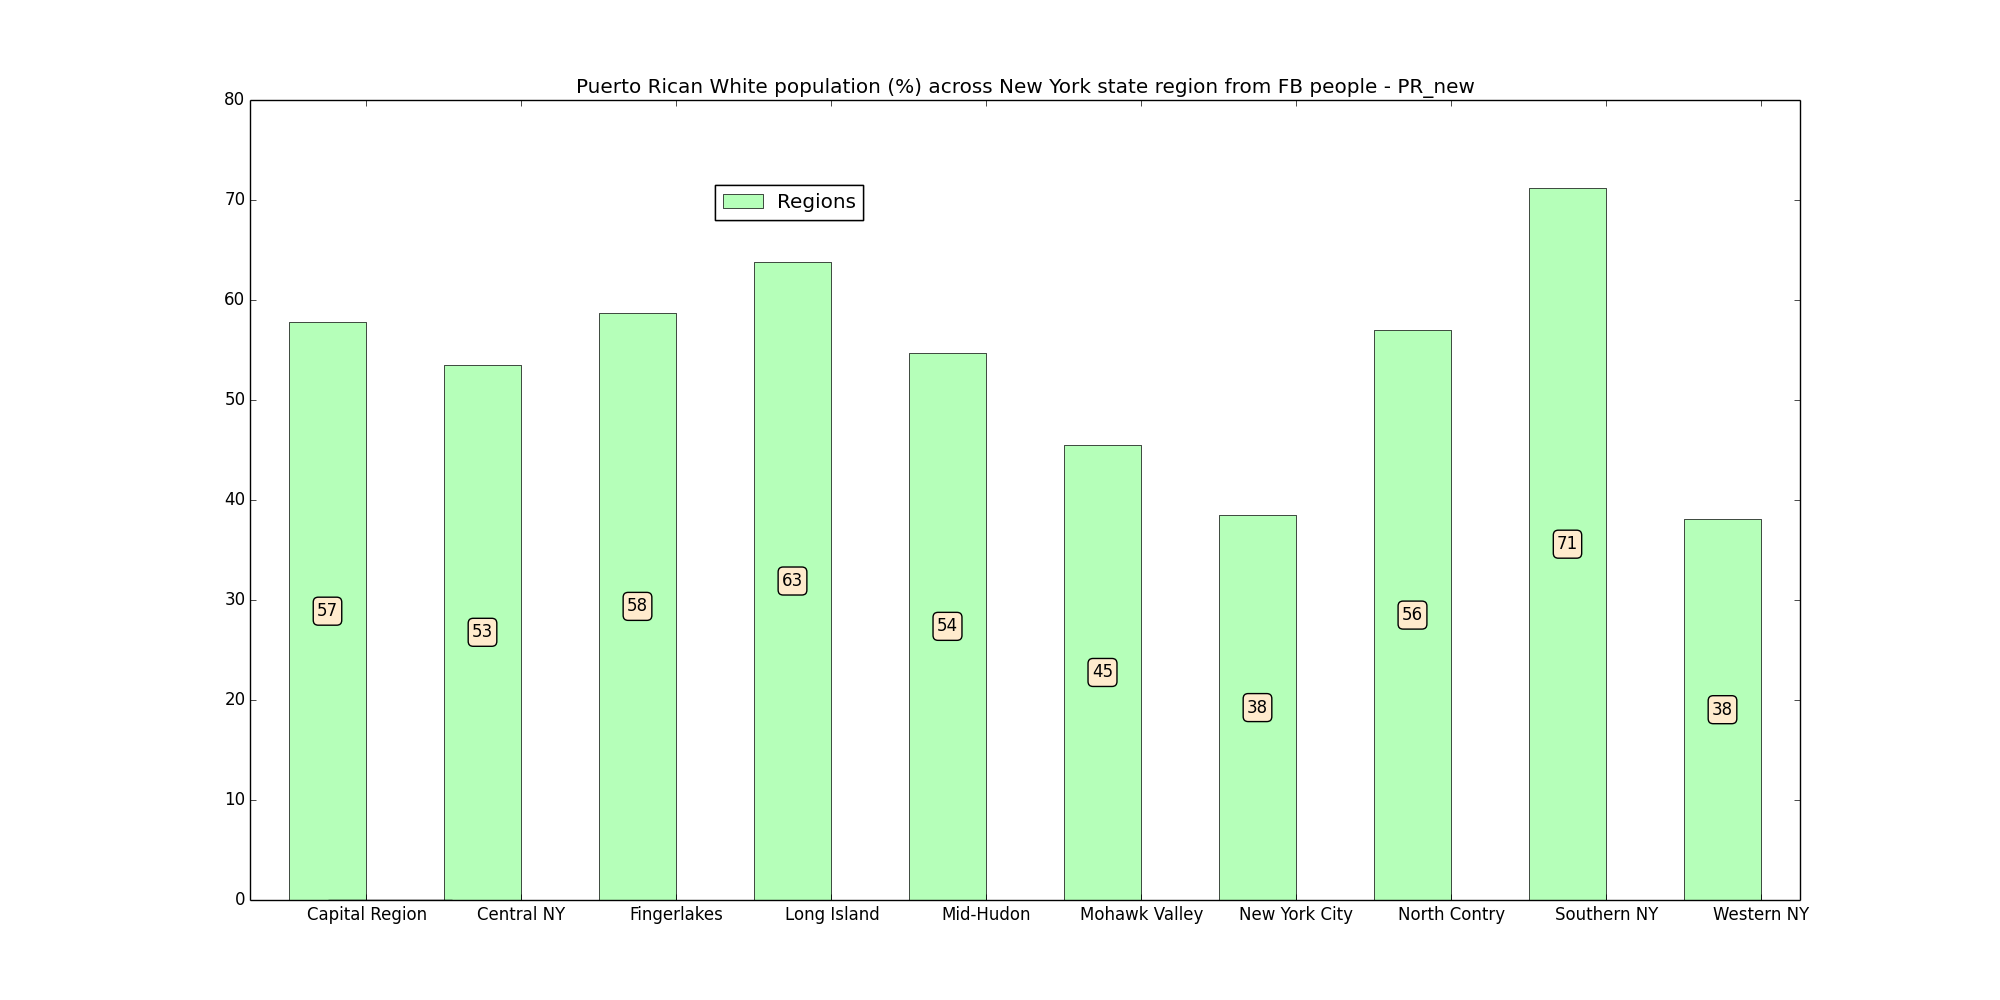 Puerto Rican White population (%) across New York state region from FB people - PR_new
80
70
60
50
40
30
20
10
0
Regions
57
53
58
63
54
45
38
56
71
38
Capital Region
Central NY
Fingerlakes
Long Island
Mid-Hudon
Mohawk Valley
New York City
North Contry
Southern NY
Western NY